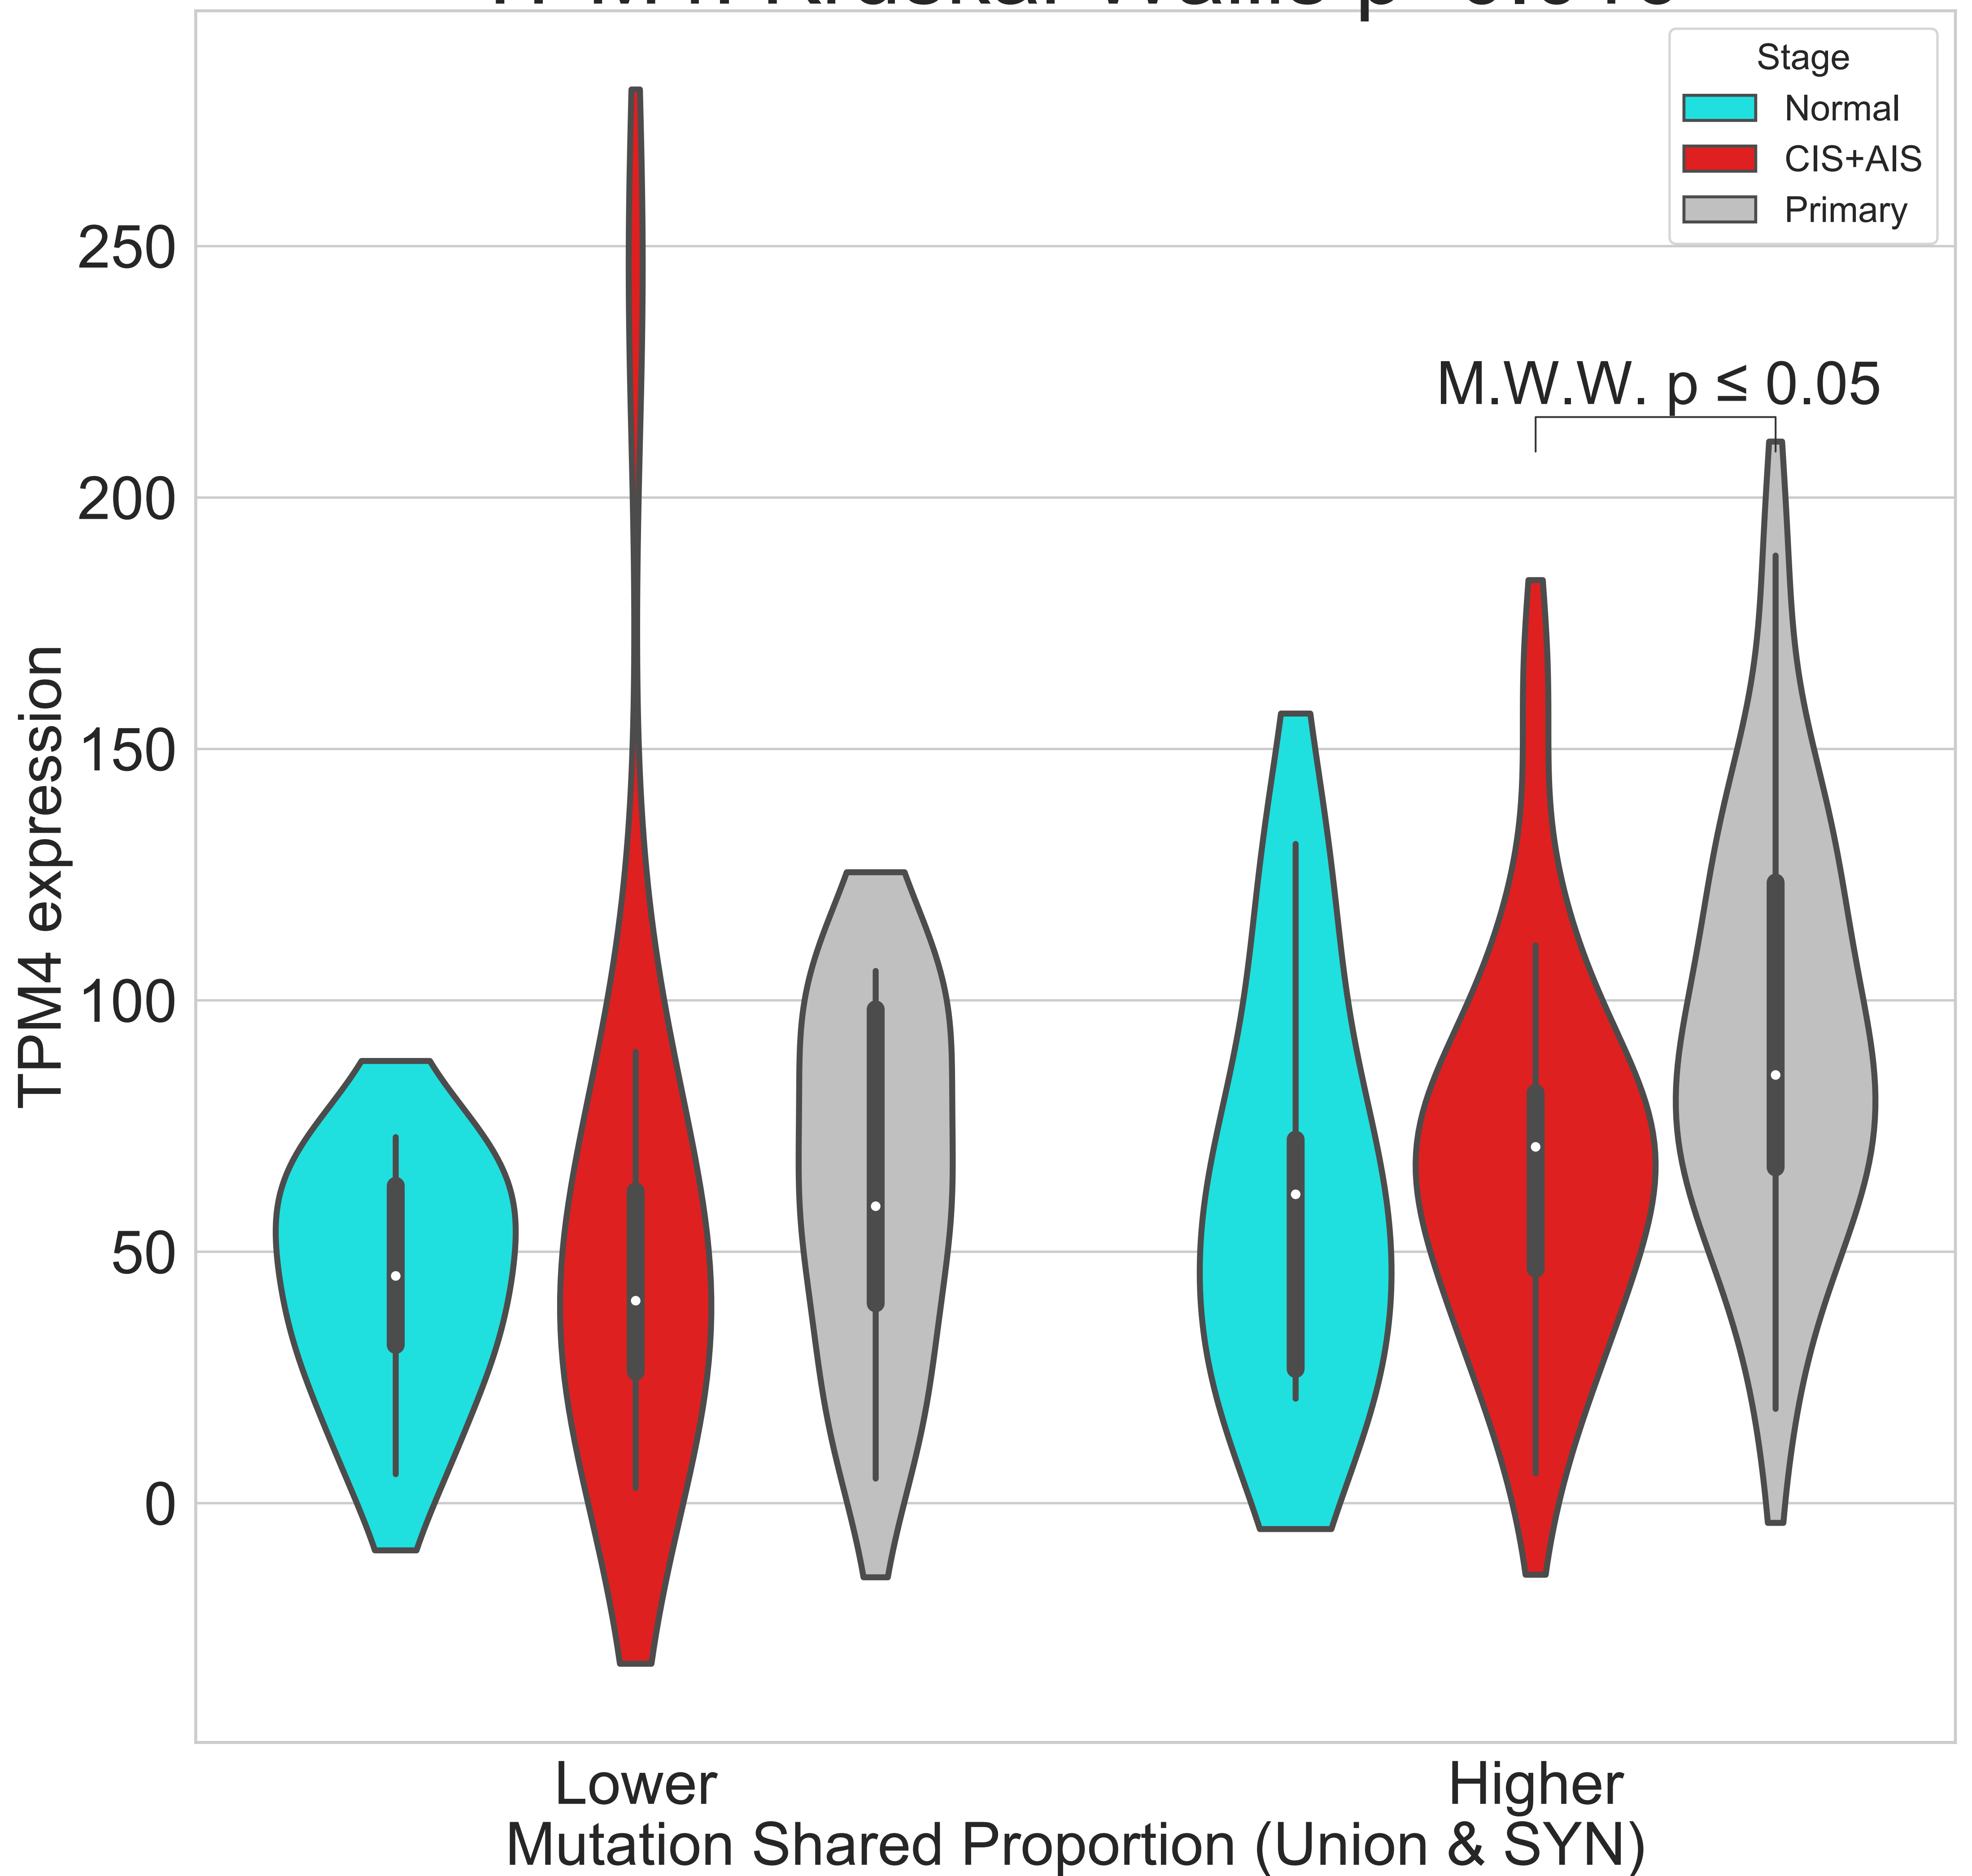 Stage
Normal
CIS+AIS
Primary
M.W.W. p ≤ 0.05
250
200
150
100
50
0
TPM4 expression
Lower
Higher
Mutation Shared Proportion (Union & SYN)